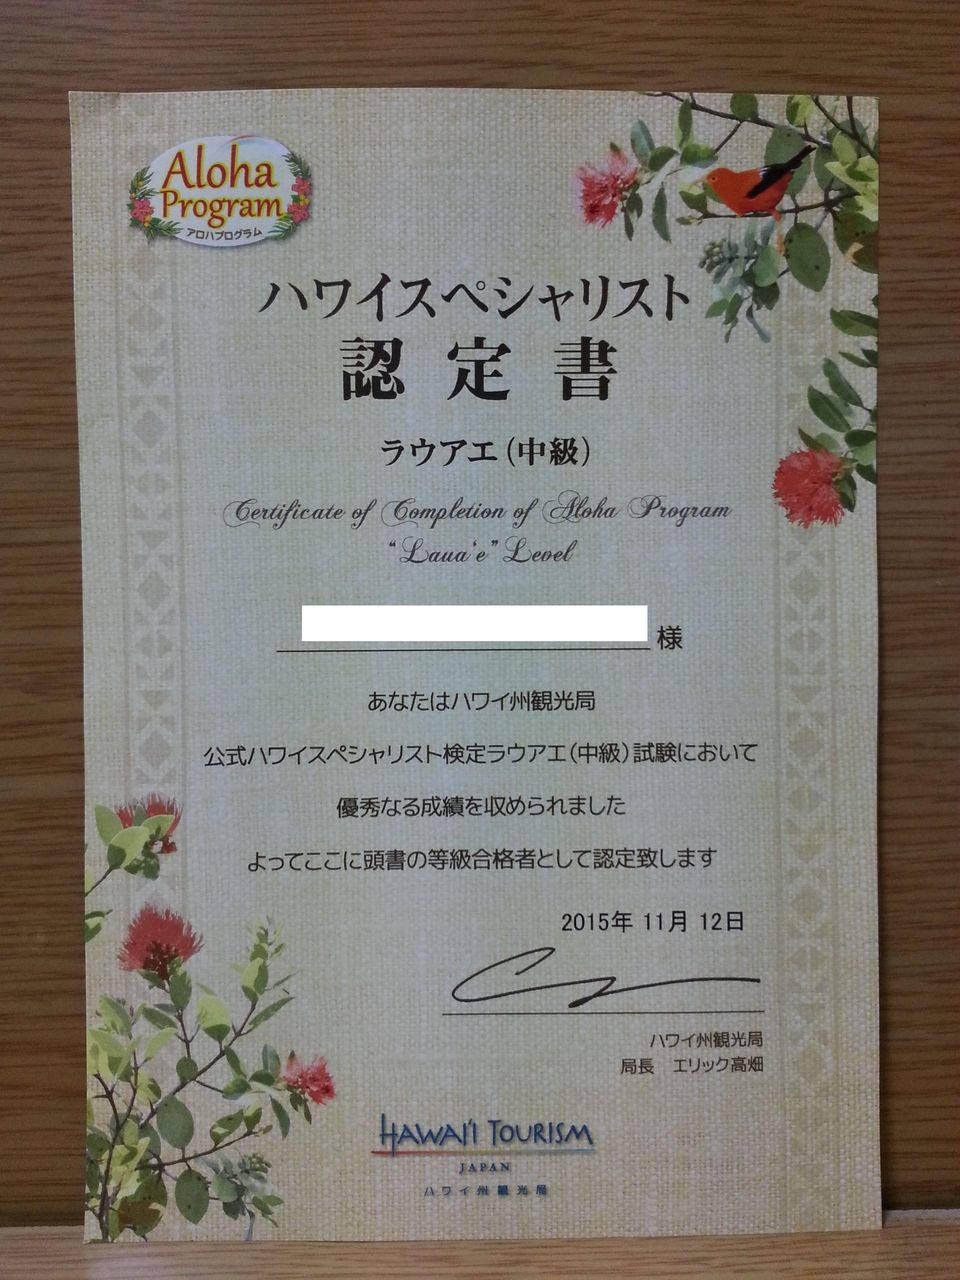 Aloha
Program
アロハプログラム
ハワイスペシャリスト
認定書
ラウアエ(中級)
Certificate of Completion of Aloha Program
“Laua‘e” Level
様
あなたはハワイ州観光局
公式ハワイスペシャリスト検定ラウアエ(中級)試験において
優秀なる成績を収められました
よってここに頭書の等級合格者として認定致します
2015年 11月 12日
ハワイ州観光局
局長　エリック高畑
HAWAI‘I TOURISM
JAPAN
ハワイ州観光局